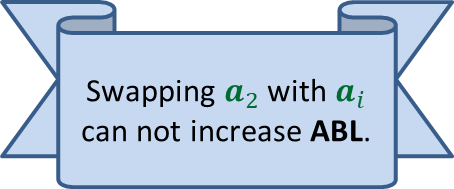 Swapping a₂ with aᵢ
can not increase ABL.